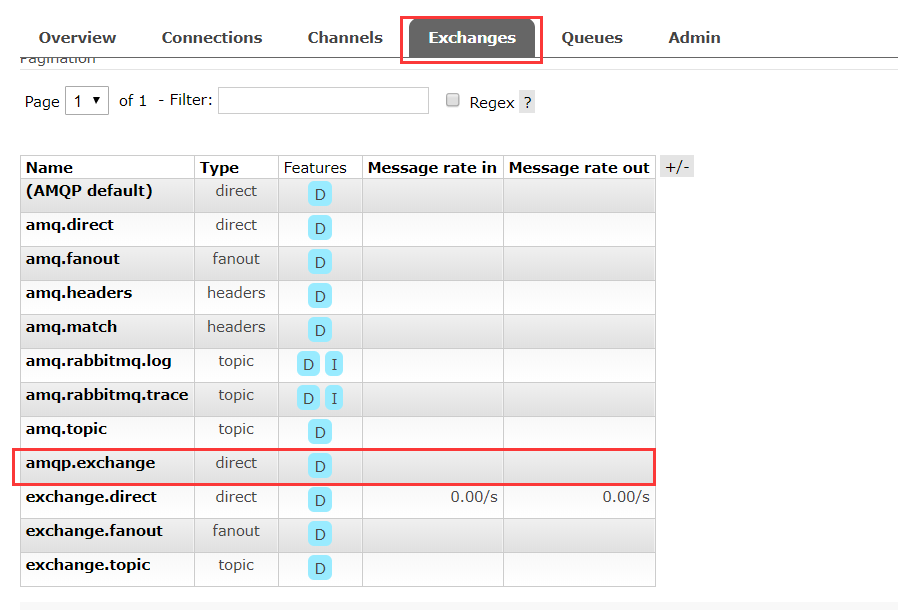 Overview Connections Channels Exchanges Queues Admin
Pagination
Page 1 ▼ of 1 - Filter: Regex ?
Name Type Features Message rate in Message rate out +/-
(AMQP default) direct D
amq.direct direct D
amq.fanout fanout D
amq.headers headers D
amq.match headers D
amq.rabbitmq.log topic D I
amq.rabbitmq.trace topic D I
amq.topic topic D
amqp.exchange direct D
exchange.direct direct D 0.00/s 0.00/s
exchange.fanout fanout D
exchange.topic topic D